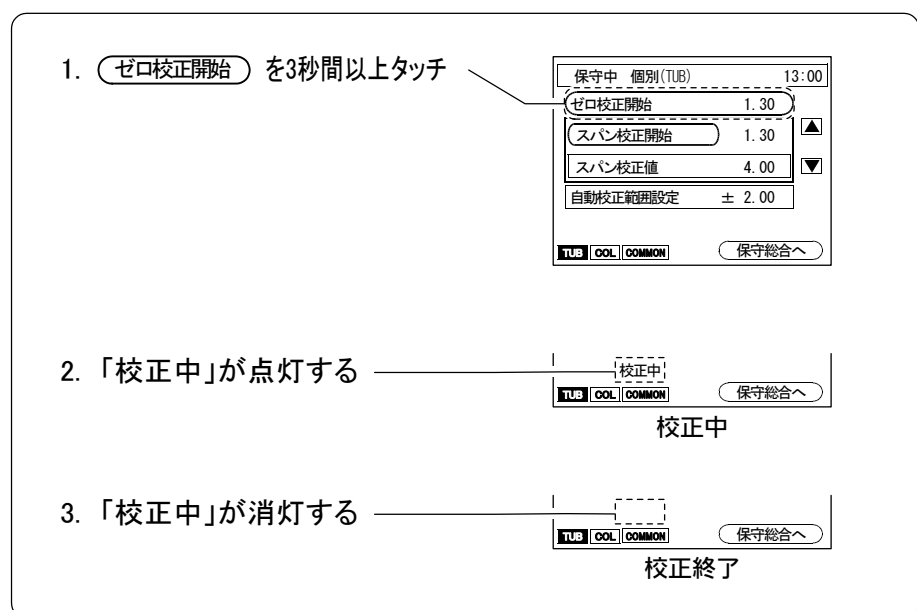 1. ゼロ校正開始 を3秒間以上タッチ
保守中 個別(TUB) 13:00
ゼロ校正開始 1.30
スパン校正開始 1.30
▲
スパン校正値 4.00
▼
自動校正範囲設定 ± 2.00
TUB COL COMMON 保守総合へ
2. 「校正中」が点灯する
校正中
TUB COL COMMON 保守総合へ
校正中
3. 「校正中」が消灯する
TUB COL COMMON 保守総合へ
校正終了